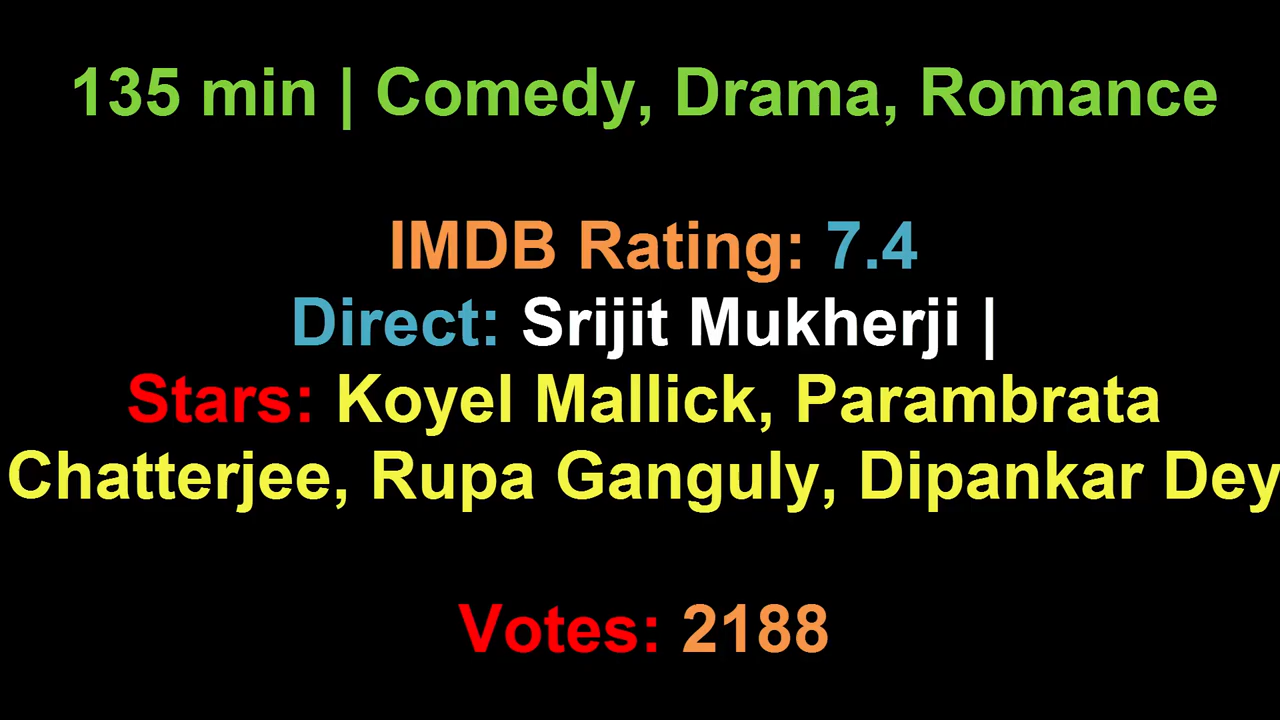 135 min | Comedy, Drama, Romance
IMDB Rating: 7.4
Direct: Srijit Mukherji |
Stars: Koyel Mallick, Parambrata
Chatterjee, Rupa Ganguly, Dipankar Dey
Votes: 2188